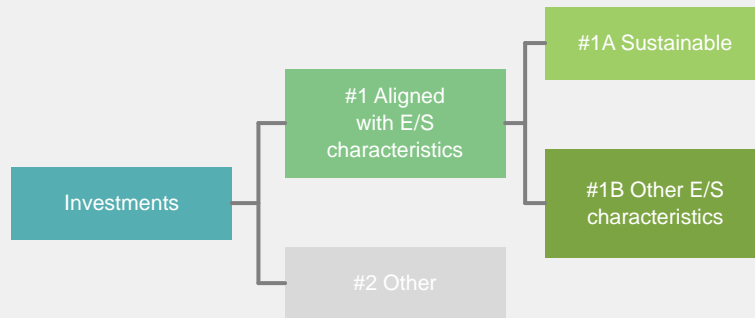 #1A Sustainable
#1 Aligned
with E/S
characteristics
Investments
#1B Other E/S
characteristics
#2 Other